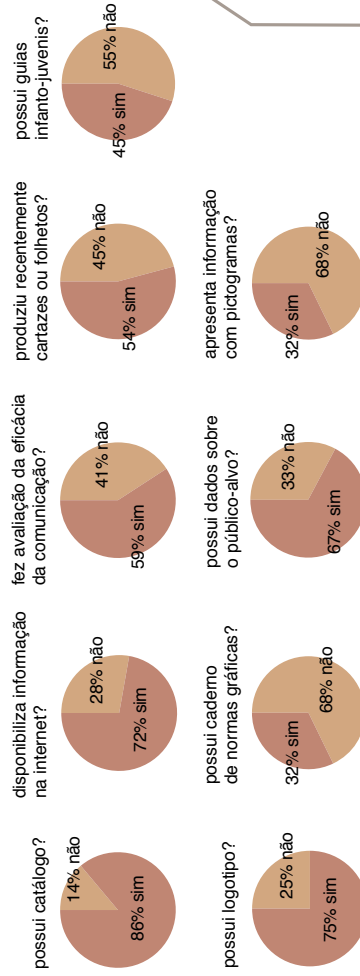 possui catálogo?
14% não
86% sim
disponibiliza informação
na internet?
28% não
72% sim
fez avaliação da eficácia
da comunicação?
41% não
59% sim
produziu recentemente
cartazes ou folhetos?
45% não
54% sim
possui guias
infanto-juvenis?
55% não
45% sim
possui logotipo?
25% não
75% sim
possui caderno
de normas gráficas?
32% sim
68% não
possui dados sobre
o público-alvo?
33% não
67% sim
apresenta informação
com pictogramas?
32% sim
68% não